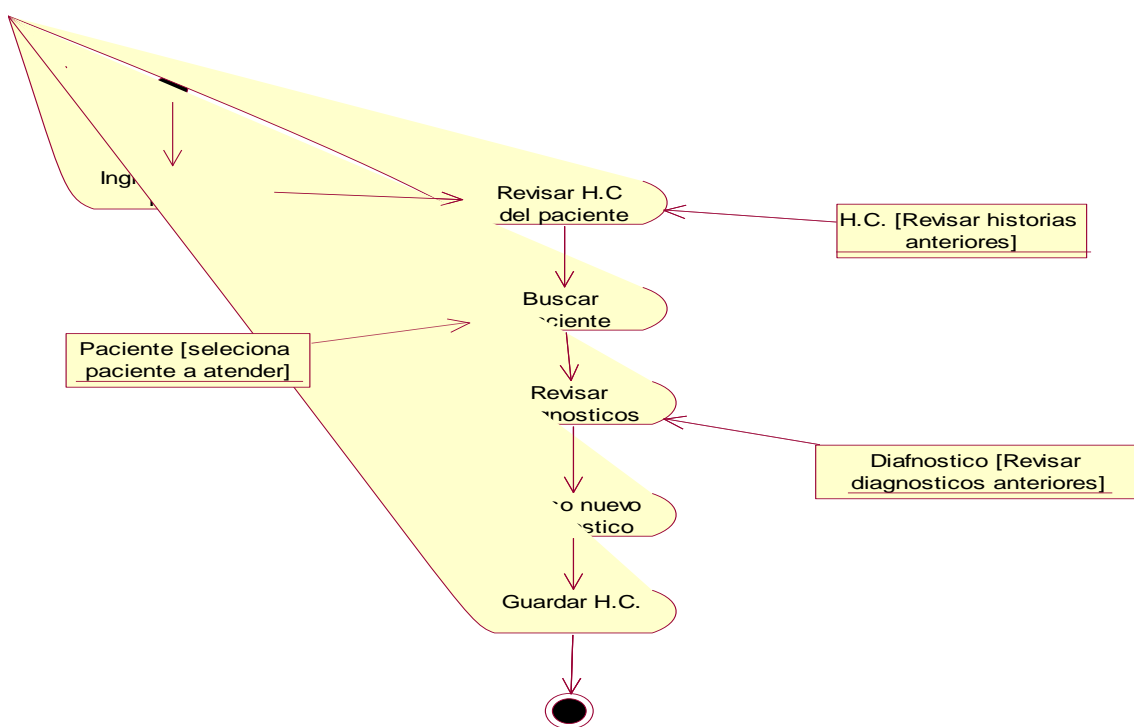 Revisar H.C
del paciente
H.C. [Revisar historias
anteriores]
Buscar
Paciente [seleciona
paciente a atender]
Revisar
Diafnostico [Revisar
diagnosticos anteriores]
nuevo
Guardar H.C.